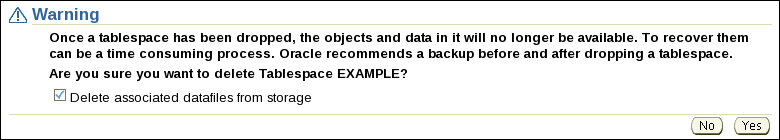 Warning
Once a tablespace has been dropped, the objects and data in it will no longer be available. To recover them
can be a time consuming process. Oracle recommends a backup before and after dropping a tablespace.
Are you sure you want to delete Tablespace EXAMPLE?
Delete associated datafiles from storage
No Yes